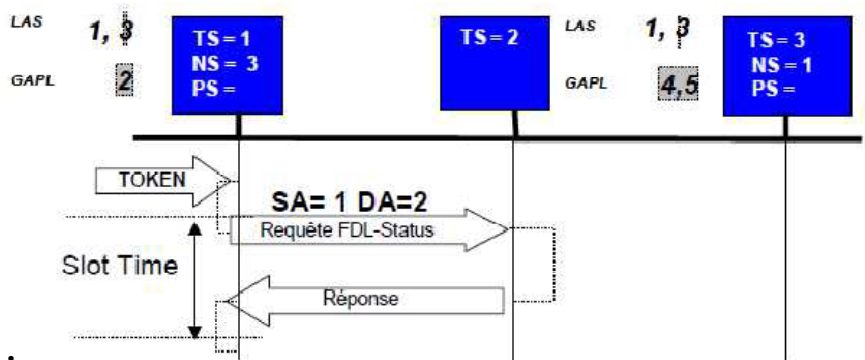 LAS 1, 3
GAPL 2
TS = 1
NS = 3
PS =
TS = 2
LAS 1, 3
GAPL 4,5
TS = 3
NS = 1
PS =
TOKEN
SA= 1 DA=2
Requête FDL-Status
Slot Time
Réponse